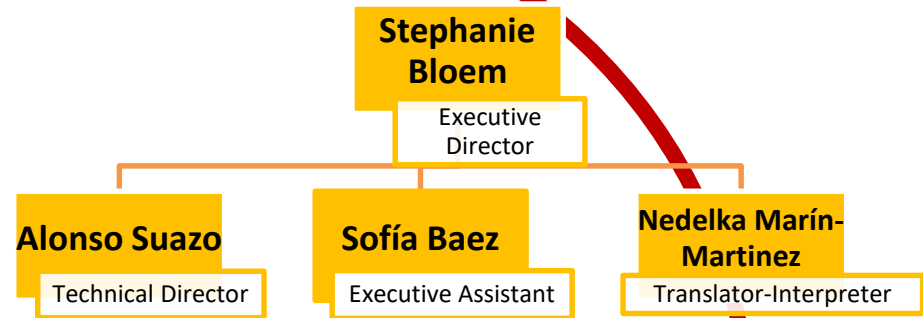 Stephanie
Bloem
Executive
Director
Alonso Suazo
Technical Director
Sofía Baez
Executive Assistant
Nedelka Marín-
Martinez
Translator-Interpreter